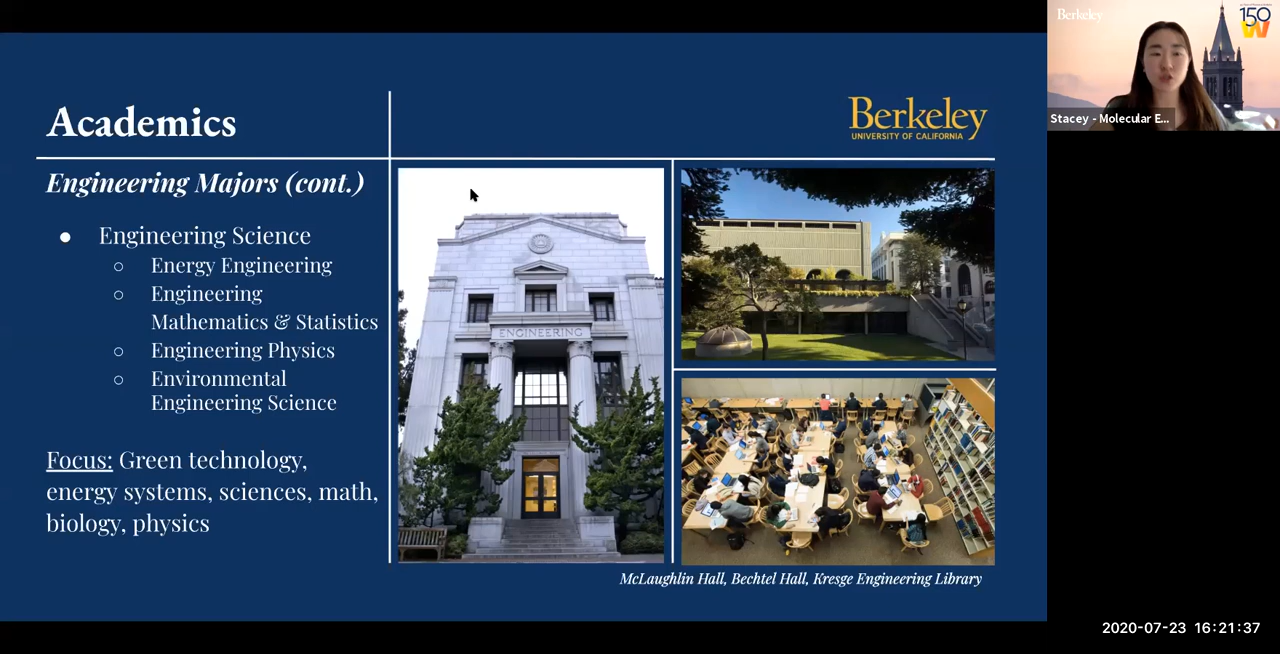 Academics
Berkeley
UNIVERSITY OF CALIFORNIA
Engineering Majors (cont.)
● Engineering Science
○ Energy Engineering
○ Engineering
Mathematics & Statistics
○ Engineering Physics
○ Environmental
Engineering Science
Focus: Green technology,
energy systems, sciences, math,
biology, physics
ENGINEERING
McLaughlin Hall, Bechtel Hall, Kresge Engineering Library
Berkeley
150
W
Stacey - Molecular E...
2020-07-23 16:21:37